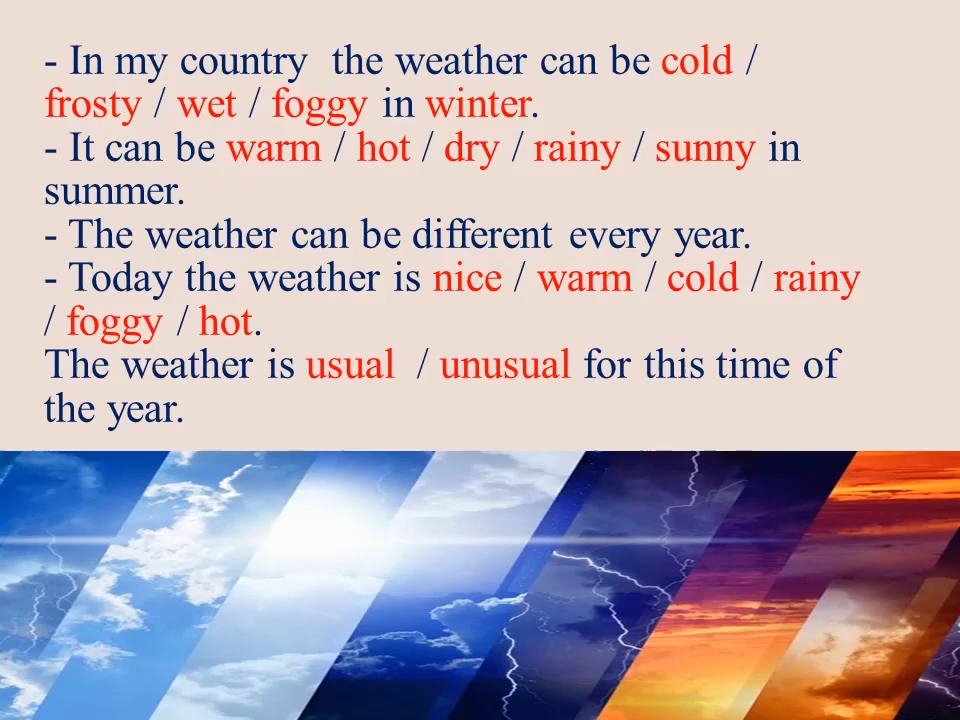 - In my country  the weather can be cold /
frosty / wet / foggy in winter.
- It can be warm / hot / dry / rainy / sunny in
summer.
- The weather can be different every year.
- Today the weather is nice / warm / cold / rainy
/ foggy / hot.
The weather is usual  / unusual for this time of
the year.